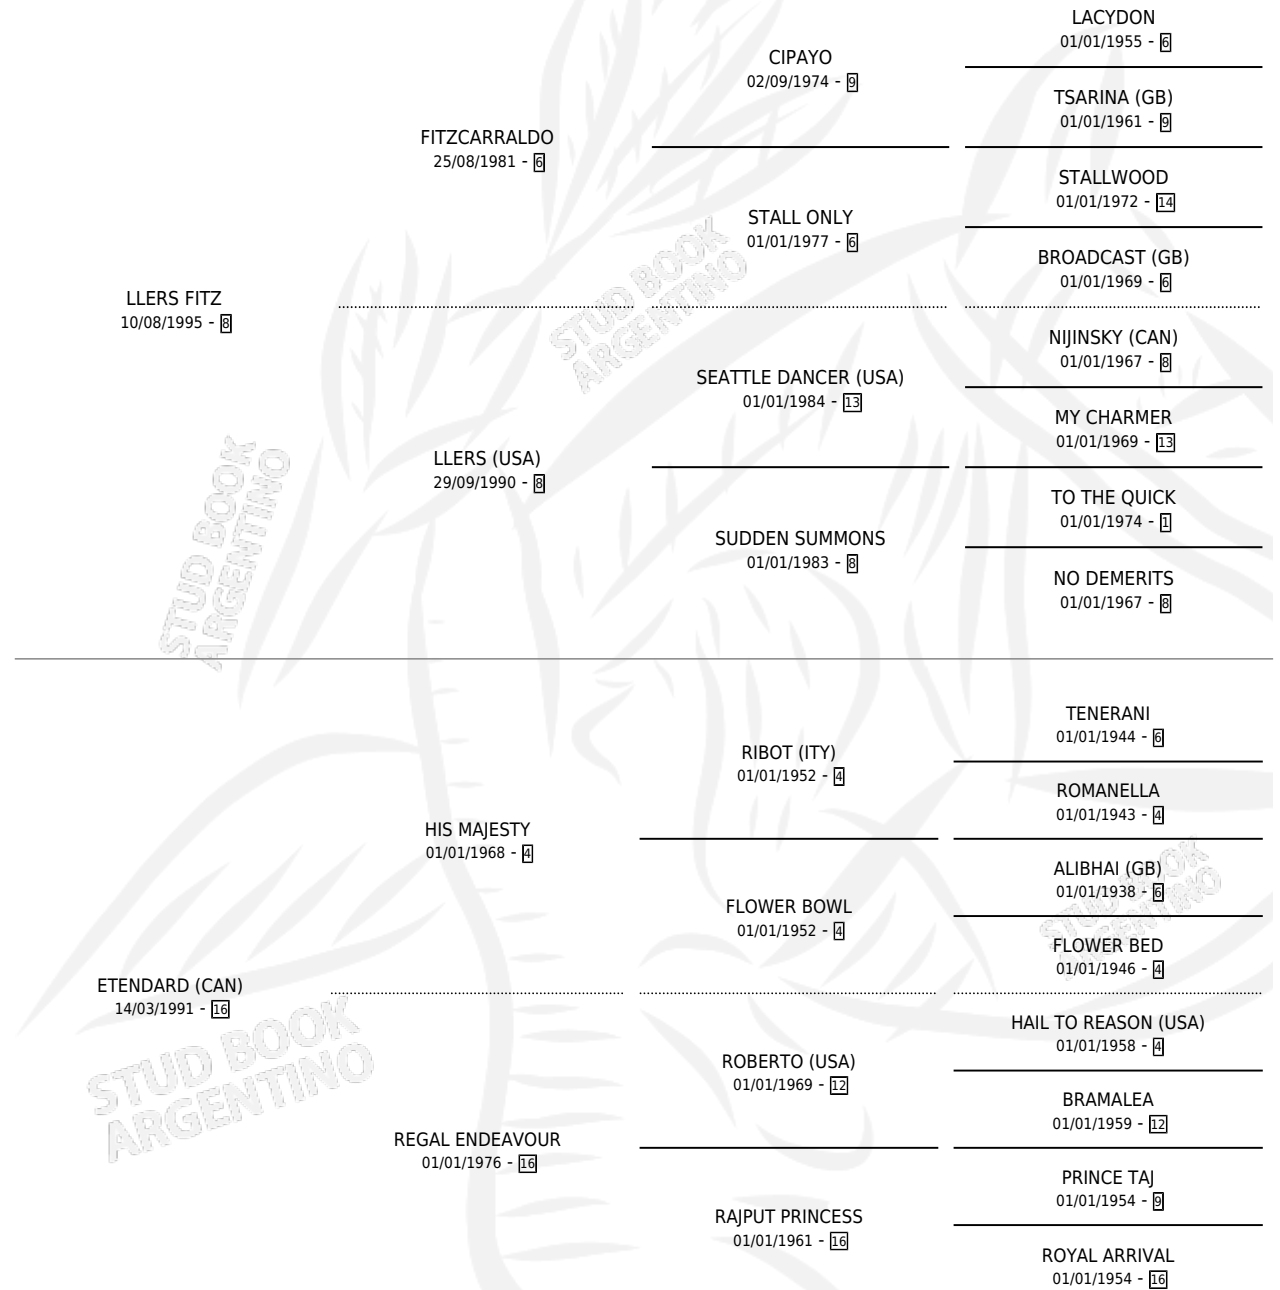 LACYDON
01/01/1955 - 6
CIPAYO
02/09/1974 - 9
TSARINA (GB)
01/01/1961 - 9
FITZCARRALDO
25/08/1981 - 6
STALLWOOD
01/01/1972 - 14
STALL ONLY
01/01/1977 - 6
BROADCAST (GB)
01/01/1969 - 6
LLERS FITZ
10/08/1995 - 8
NIJINSKY (CAN)
01/01/1967 - 8
SEATTLE DANCER (USA)
01/01/1984 - 13
MY CHARMER
01/01/1969 - 13
LLERS (USA)
29/09/1990 - 8
TO THE QUICK
01/01/1974 - 1
SUDDEN SUMMONS
01/01/1983 - 8
NO DEMERITS
01/01/1967 - 8
TENERANI
01/01/1944 - 6
RIBOT (ITY)
01/01/1952 - 4
ROMANELLA
01/01/1943 - 4
HIS MAJESTY
01/01/1968 - 4
ALIBHAI (GB)
01/01/1938 - 6
FLOWER BOWL
01/01/1952 - 4
FLOWER BED
01/01/1946 - 4
ETENDARD (CAN)
14/03/1991 - 16
HAIL TO REASON (USA)
01/01/1958 - 4
ROBERTO (USA)
01/01/1969 - 12
BRAMALEA
01/01/1959 - 12
REGAL ENDEAVOUR
01/01/1976 - 16
PRINCE TAJ
01/01/1954 - 9
RAJPUT PRINCESS
01/01/1961 - 16
ROYAL ARRIVAL
01/01/1954 - 16
STUD BOOK
ARGENTINO
STUD BOOK
ARGENTINO
STUD BOOK
ARGENTINO
STUD BOOK
ARGENTINO